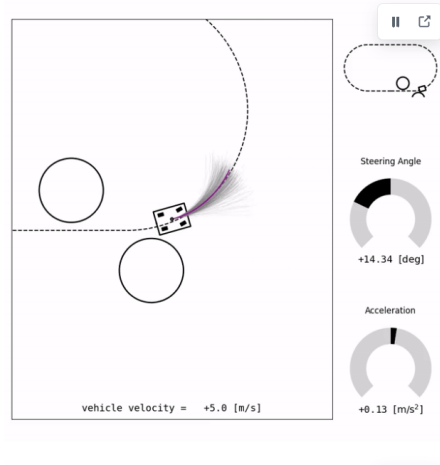 Steering Angle
+14.34 [deg]
Acceleration
+0.13 [m/s²]
vehicle velocity = +5.0 [m/s]